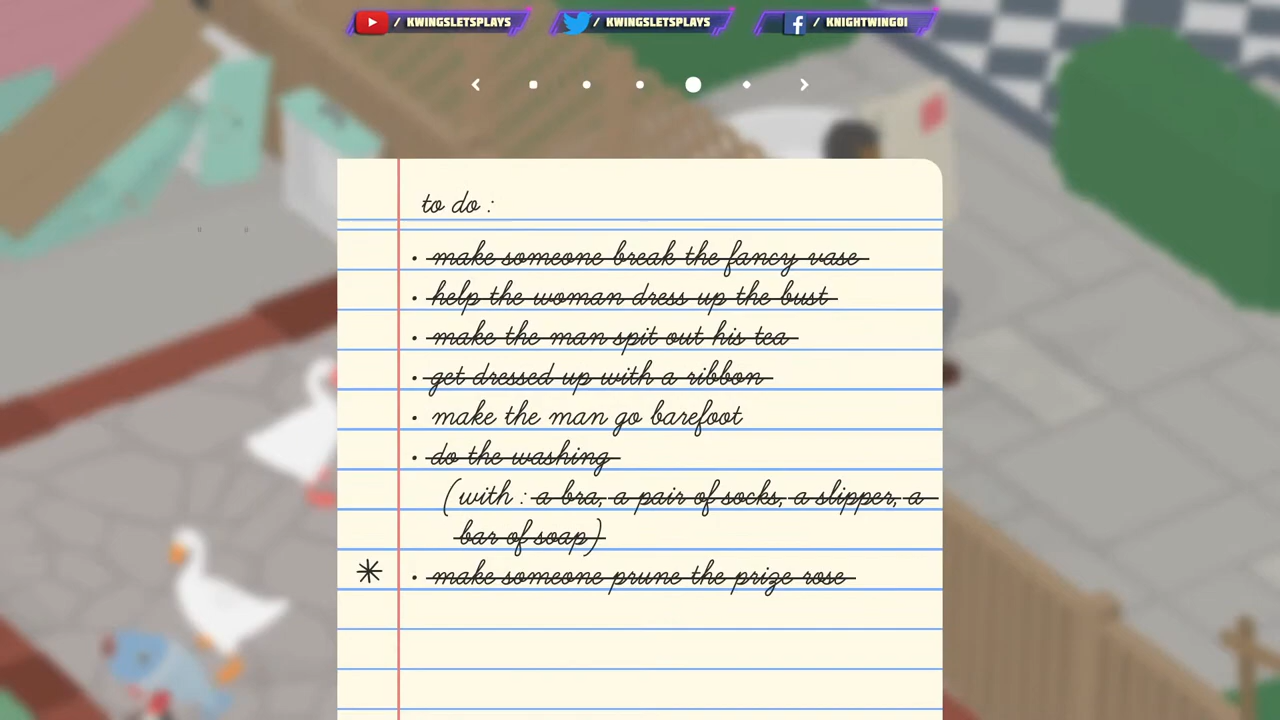 / KWINGSLETSPLAYS / KWINGSLETSPLAYS / KNIGHTWING01
to do :
• make someone break the fancy vase
• help the woman dress up the bust
• make the man spit out his tea
• get dressed up with a ribbon
• make the man go barefoot
• do the washing
(with : a bra, a pair of socks, a slipper, a
bar of soap)
• make someone prune the prize rose